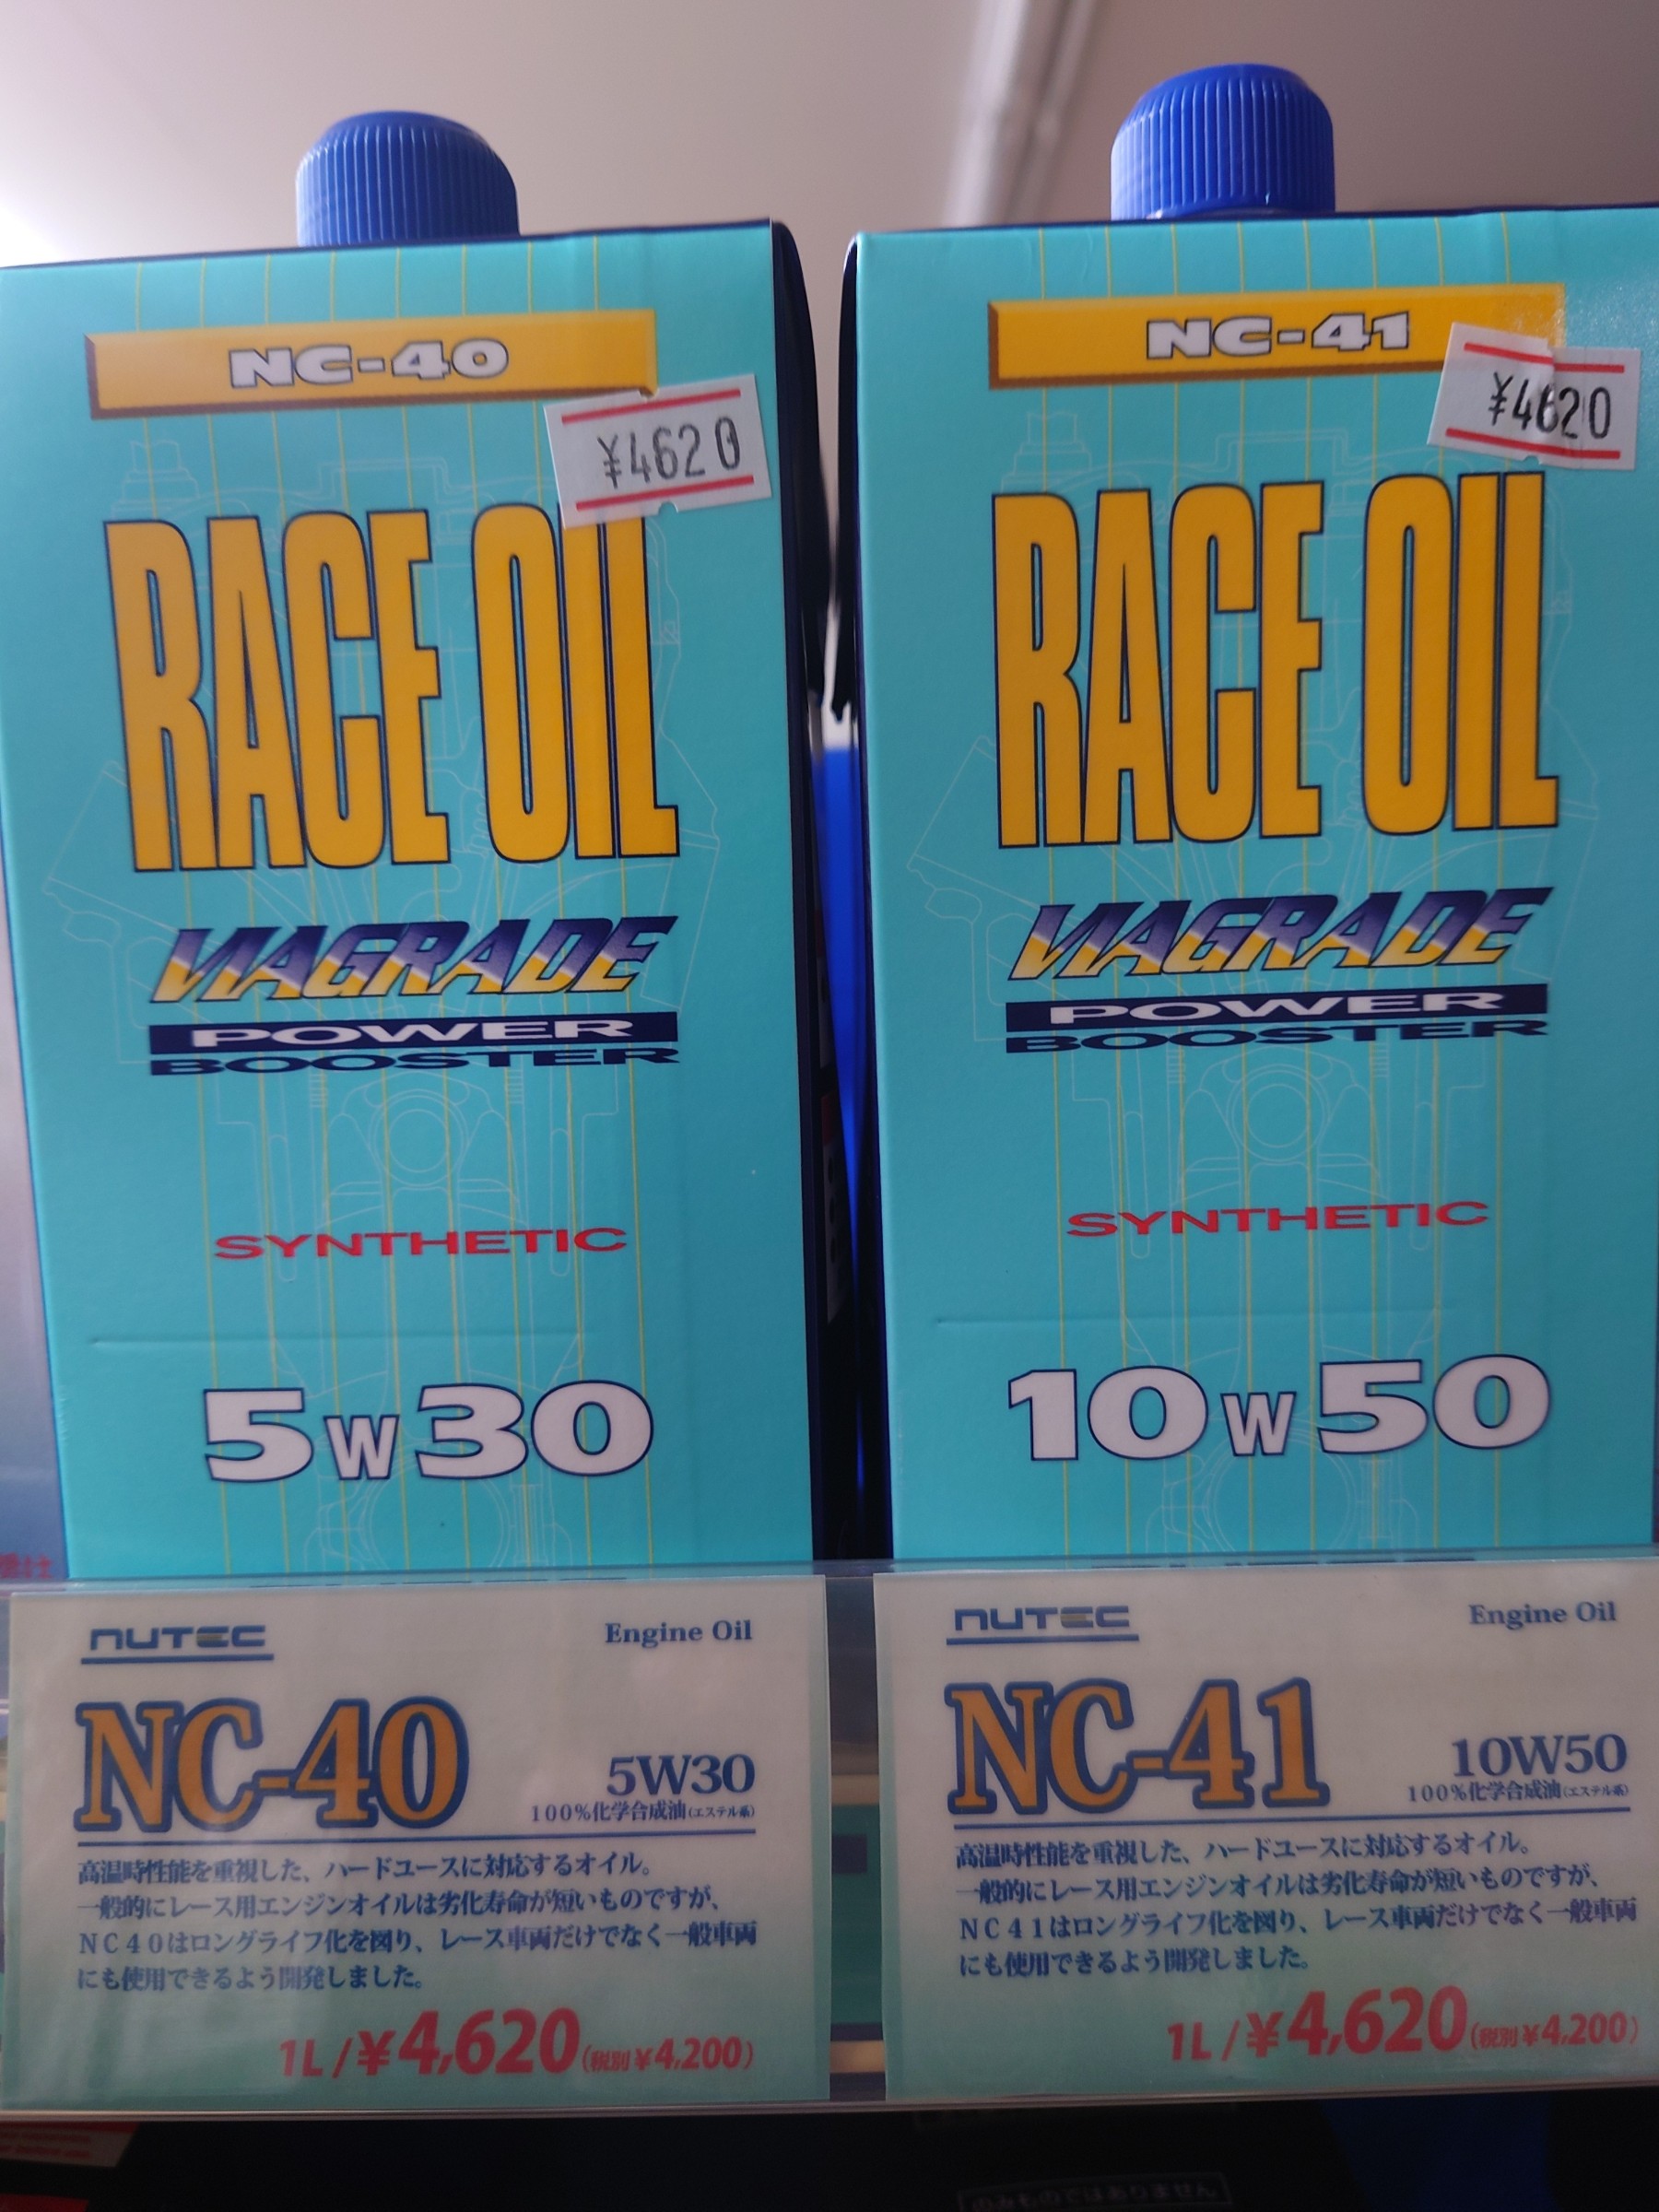 NC-40
¥4620
RACE OIL
VIAGRADE
POWER
BOOSTER
SYNTHETIC
5W30
NC-41
¥4620
RACE OIL
VIAGRADE
POWER
BOOSTER
SYNTHETIC
10W50
NUTEC Engine Oil
NC-40 5W30
100%化学合成油(エステル系)
高温時性能を重視した、ハードユースに対応するオイル。
一般的にレース用エンジンオイルは劣化寿命が短いものですが、
NC40はロングライフ化を図り、レース車両だけでなく一般車両
にも使用できるよう開発しました。
1L/¥4,620(税別¥4,200)
NUTEC Engine Oil
NC-41 10W50
100%化学合成油(エステル系)
高温時性能を重視した、ハードユースに対応するオイル。
一般的にレース用エンジンオイルは劣化寿命が短いものですが、
NC41はロングライフ化を図り、レース車両だけでなく一般車両
にも使用できるよう開発しました。
1L/¥4,620(税別¥4,200)
のみものではありません